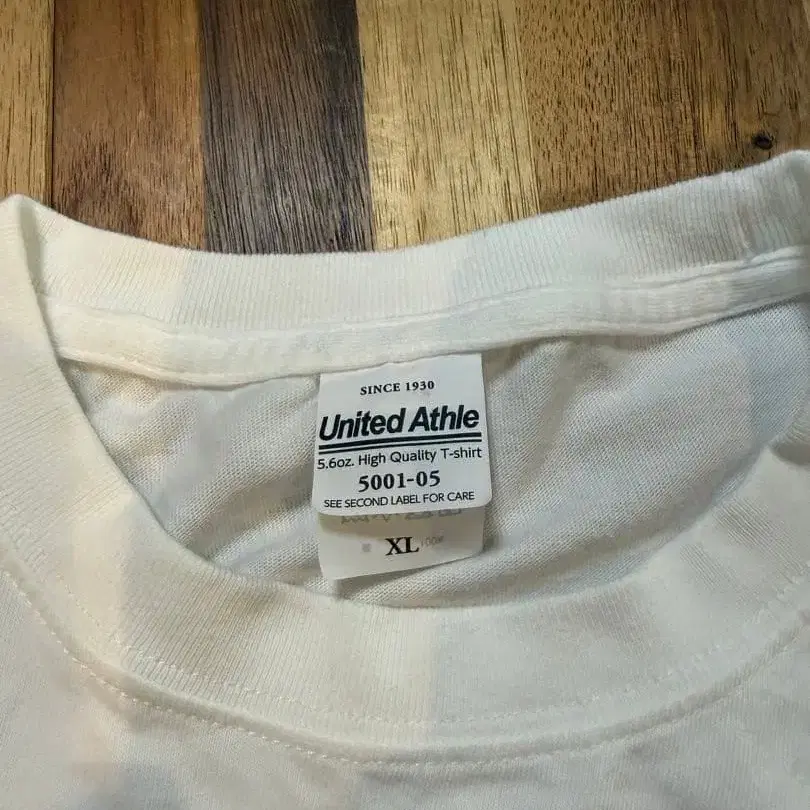 SINCE 1930
United Athle
5.6oz. High Quality T-shirt
5001-05
SEE SECOND LABEL FOR CARE
XL